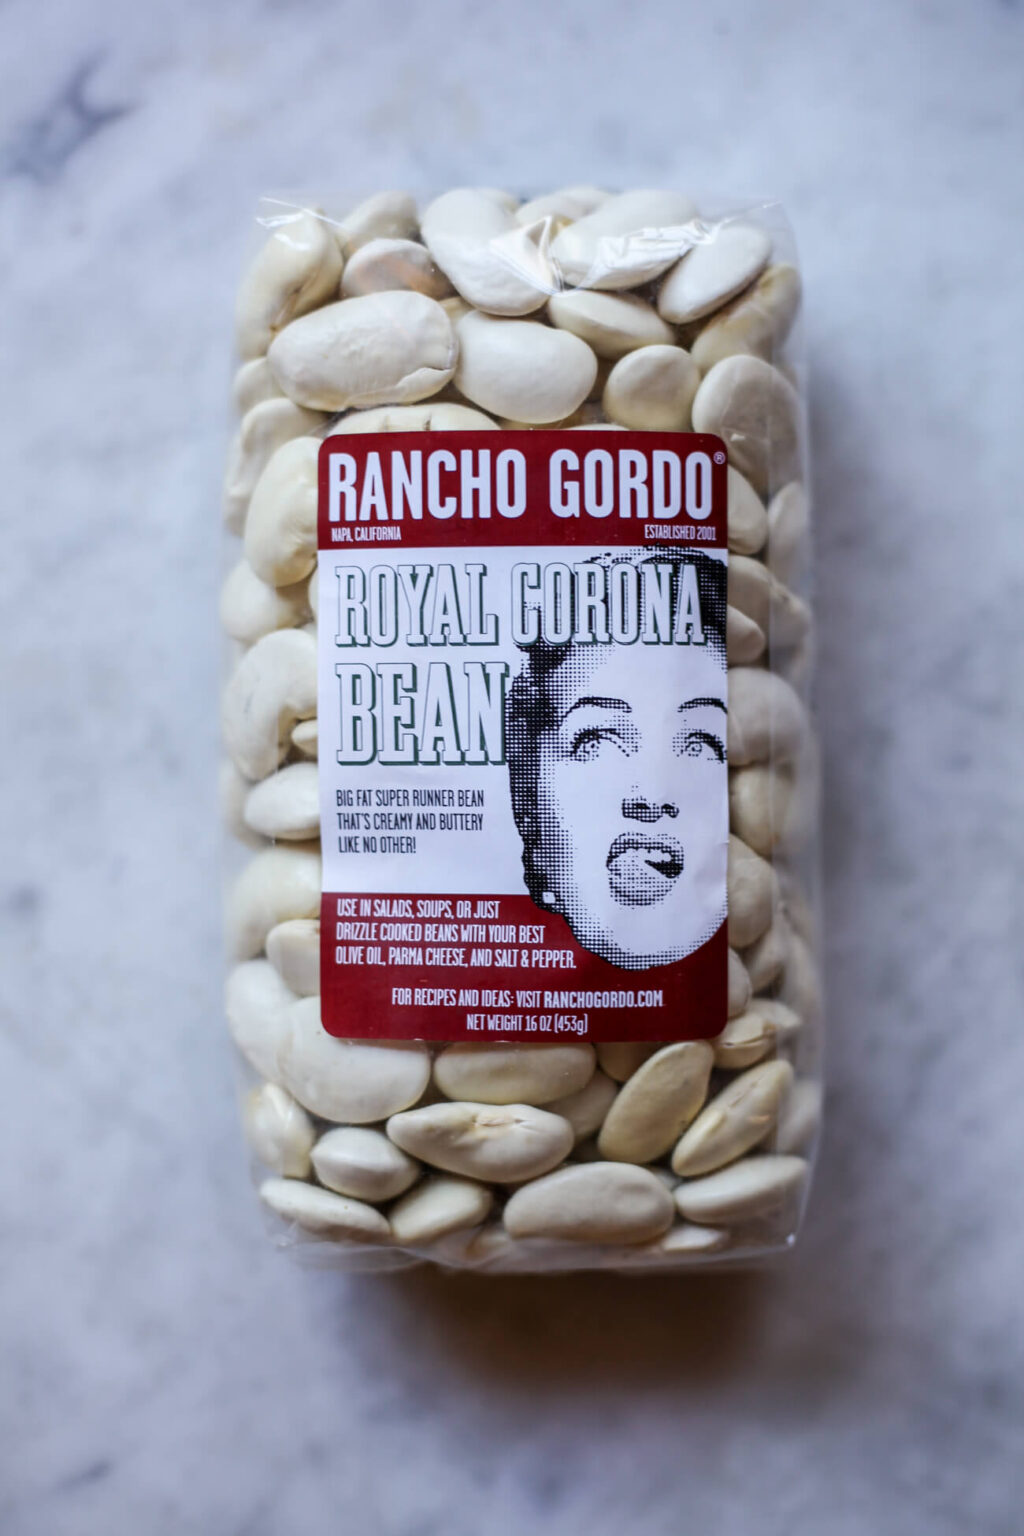 RANCHO GORDO®
NAPA, CALIFORNIA
ESTABLISHED 2001
ROYAL CORONA
BEAN
BIG FAT SUPER RUNNER BEAN
THAT'S CREAMY AND BUTTERY
LIKE NO OTHER!
USE IN SALADS, SOUPS, OR JUST
DRIZZLE COOKED BEANS WITH YOUR BEST
OLIVE OIL, PARMA CHEESE, AND SALT & PEPPER.
FOR RECIPES AND IDEAS: VISIT RANCHOGORDO.COM
NET WEIGHT 16 OZ (453g)